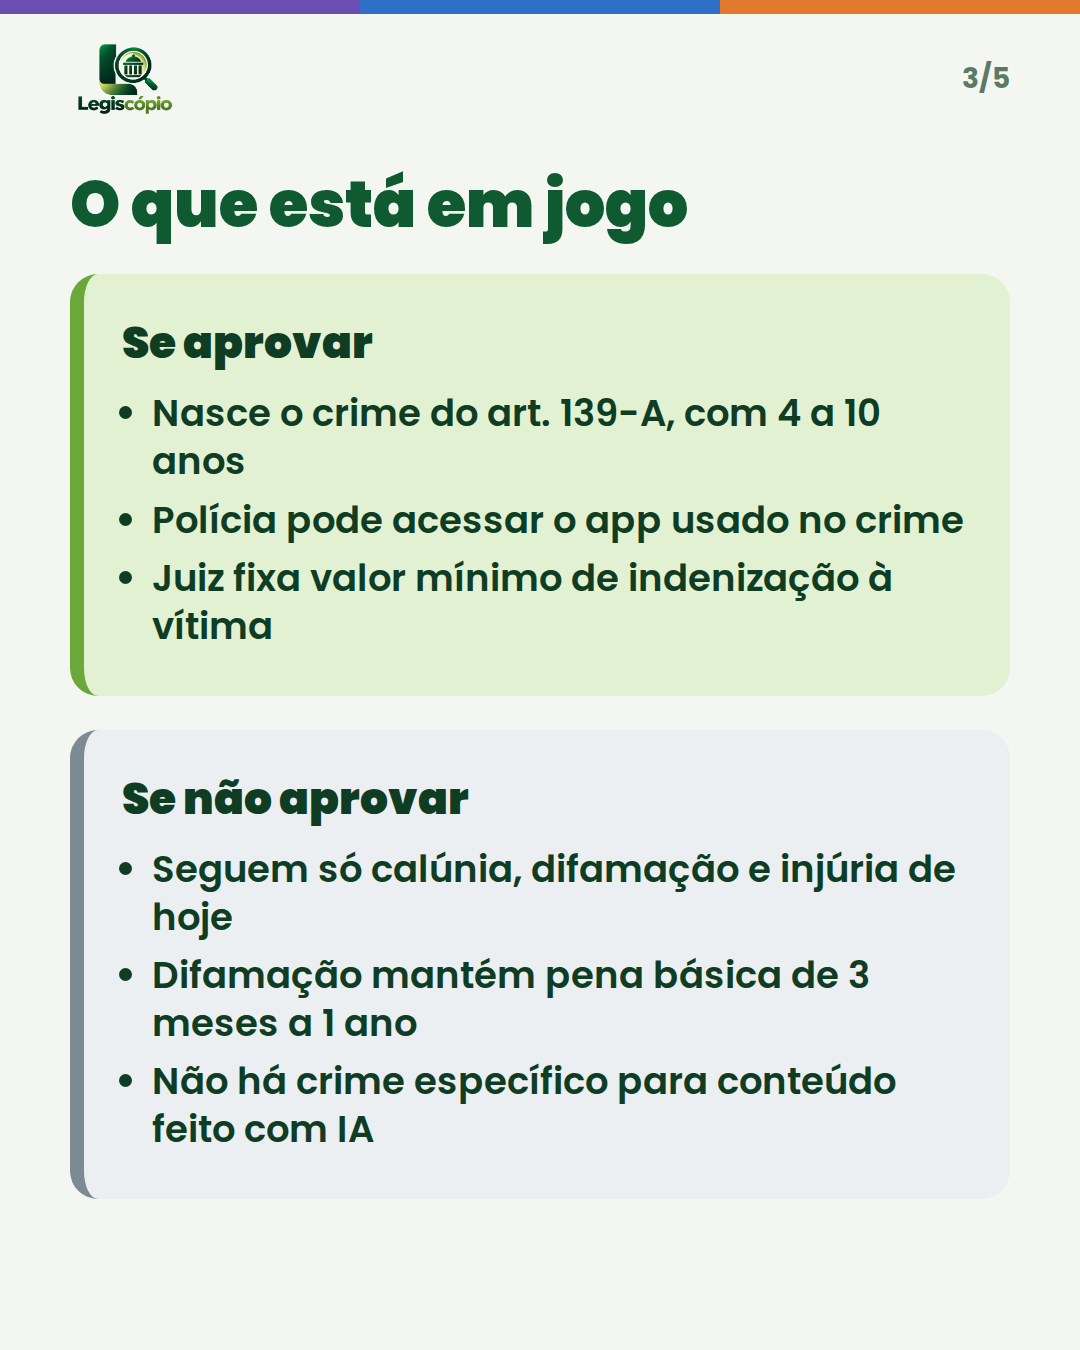 Legiscópio
3/5
O que está em jogo
Se aprovar
• Nasce o crime do art. 139-A, com 4 a 10
anos
• Polícia pode acessar o app usado no crime
• Juiz fixa valor mínimo de indenização à
vítima
Se não aprovar
• Seguem só calúnia, difamação e injúria de
hoje
• Difamação mantém pena básica de 3
meses a 1 ano
• Não há crime específico para conteúdo
feito com IA